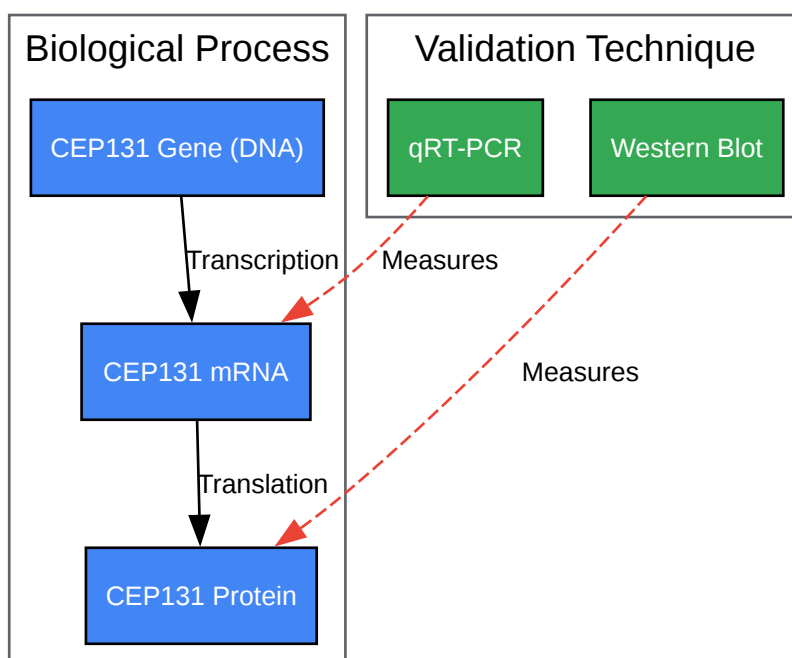 Biological Process
Validation Technique
CEP131 Gene (DNA)
qRT-PCR
Western Blot
Transcription
Measures
CEP131 mRNA
Measures
Translation
CEP131 Protein